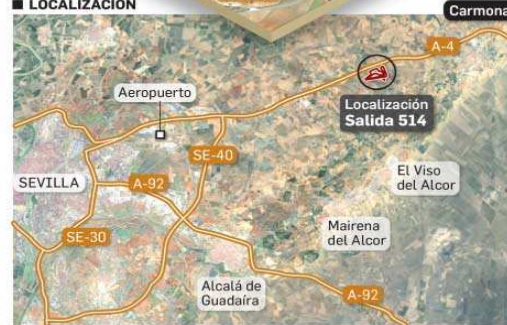 LOCALIZACIÓN
Carmona
A-4
Aeropuerto
Localización
Salida 514
SE-40
El Viso
del Alcor
SEVILLA
A-92
SE-30
Mairena
del Alcor
Alcalá de
Guadaíra
A-92